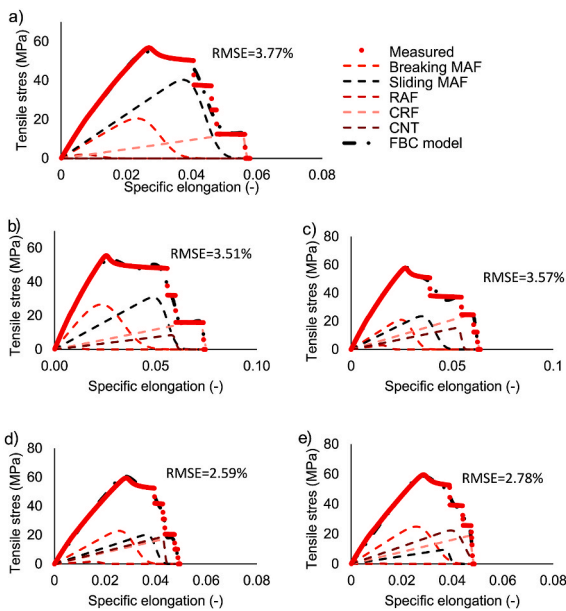 a)
60
40
20
0
0
0.02
0.04
0.06
0.08
Tensile stres (MPa)
Specific elongation (-)
RMSE=3.77%
Measured
Breaking MAF
Sliding MAF
RAF
CRF
CNT
FBC model
b)
60
40
20
0
0.00
0.05
0.10
Tensile stres (MPa)
Specific elongation (-)
RMSE=3.51%
c)
80
60
40
20
0
0
0.05
0.1
Tensile stres (MPa)
Specific elongation (-)
RMSE=3.57%
d)
80
60
40
20
0
0.00
0.02
0.04
0.06
0.08
Tensile stres (MPa)
Specific elongation (-)
RMSE=2.59%
e)
80
60
40
20
0
0.00
0.02
0.04
0.06
0.08
Tensile stres (MPa)
Specific elongation (-)
RMSE=2.78%